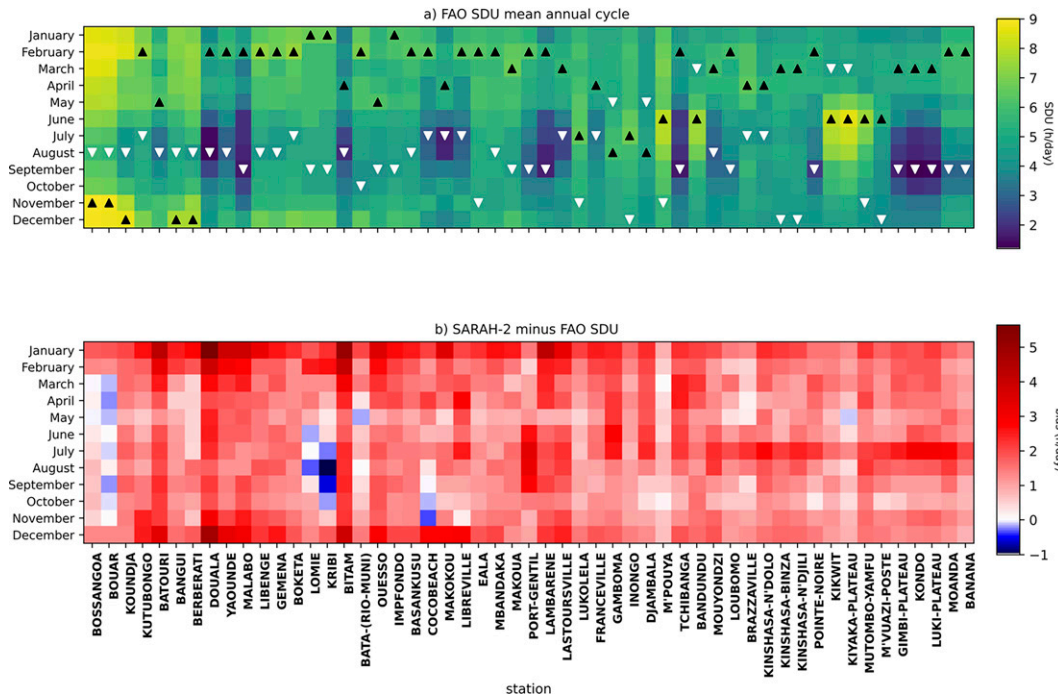 a) FAO SDU mean annual cycle
January
February
March
April
May
June
July
August
September
October
November
December
9
8
7
6
5
4
3
2
SDU (h/day)
b) SARAH-2 minus FAO SDU
January
February
March
April
May
June
July
August
September
October
November
December
5
4
3
2
1
0
−1
bias (h/day)
BOSSANGOA
BOUAR
KOUNDJA
KUTUBONGO
BATOURI
BANGUI
BERBERATI
DOUALA
YAOUNDE
MALABO
LIBENGE
GEMENA
BOKETA
LOMIE
KRIBI
BITAM
BATA-(RIO-MUNI)
OUESSO
IMPFONDO
BASANKUSU
COCOBEACH
MAKOKOU
LIBREVILLE
EALA
MBANDAKA
MAKOUA
PORT-GENTIL
LAMBARENE
LASTOURSVILLE
LUKOLELA
FRANCEVILLE
INONGO
GAMBOMA
DJAMBALA
M'POUYA
TCHIBANGA
BANDUNDU
MOUYONDZI
LOUBOMO
BRAZZAVILLE
KINSHASA-N'DOLO
KINSHASA-BINZA
KINSHASA-N'DJILI
POINTE-NOIRE
KIKWIT
KIYAKA-PLATEAU
MUTOMBO-YAMFU
M'VUAZI-POSTE
GIMBI-PLATEAU
KONDO
LUKI-PLATEAU
MOANDA
BANANA
station